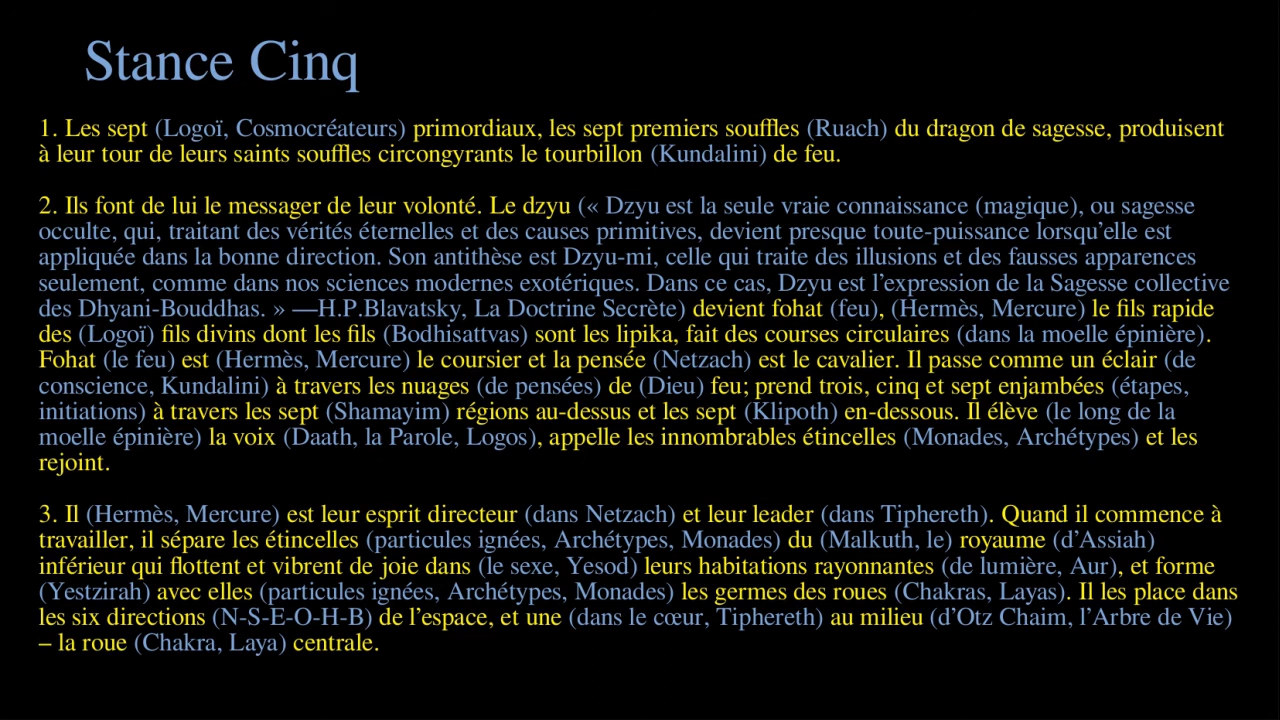 Stance Cinq
1. Les sept (Logoï, Cosmocréateurs) primordiaux, les sept premiers souffles (Ruach) du dragon de sagesse, produisent
à leur tour de leurs saints souffles circongyrants le tourbillon (Kundalini) de feu.
2. Ils font de lui le messager de leur volonté. Le dzyu (« Dzyu est la seule vraie connaissance (magique), ou sagesse
occulte, qui, traitant des vérités éternelles et des causes primitives, devient presque toute-puissance lorsqu’elle est
appliquée dans la bonne direction. Son antithèse est Dzyu-mi, celle qui traite des illusions et des fausses apparences
seulement, comme dans nos sciences modernes exotériques. Dans ce cas, Dzyu est l’expression de la Sagesse collective
des Dhyani-Bouddhas. » —H.P.Blavatsky, La Doctrine Secrète) devient fohat (feu), (Hermès, Mercure) le fils rapide
des (Logoï) fils divins dont les fils (Bodhisattvas) sont les lipika, fait des courses circulaires (dans la moelle épinière).
Fohat (le feu) est (Hermès, Mercure) le coursier et la pensée (Netzach) est le cavalier. Il passe comme un éclair (de
conscience, Kundalini) à travers les nuages (de pensées) de (Dieu) feu; prend trois, cinq et sept enjambées (étapes,
initiations) à travers les sept (Shamayim) régions au-dessus et les sept (Klipoth) en-dessous. Il élève (le long de la
moelle épinière) la voix (Daath, la Parole, Logos), appelle les innombrables étincelles (Monades, Archétypes) et les
rejoint.
3. Il (Hermès, Mercure) est leur esprit directeur (dans Netzach) et leur leader (dans Tiphereth). Quand il commence à
travailler, il sépare les étincelles (particules ignées, Archétypes, Monades) du (Malkuth, le) royaume (d’Assiah)
inférieur qui flottent et vibrent de joie dans (le sexe, Yesod) leurs habitations rayonnantes (de lumière, Aur), et forme
(Yestzirah) avec elles (particules ignées, Archétypes, Monades) les germes des roues (Chakras, Layas). Il les place dans
les six directions (N-S-E-O-H-B) de l’espace, et une (dans le cœur, Tiphereth) au milieu (d’Otz Chaim, l’Arbre de Vie)
– la roue (Chakra, Laya) centrale.